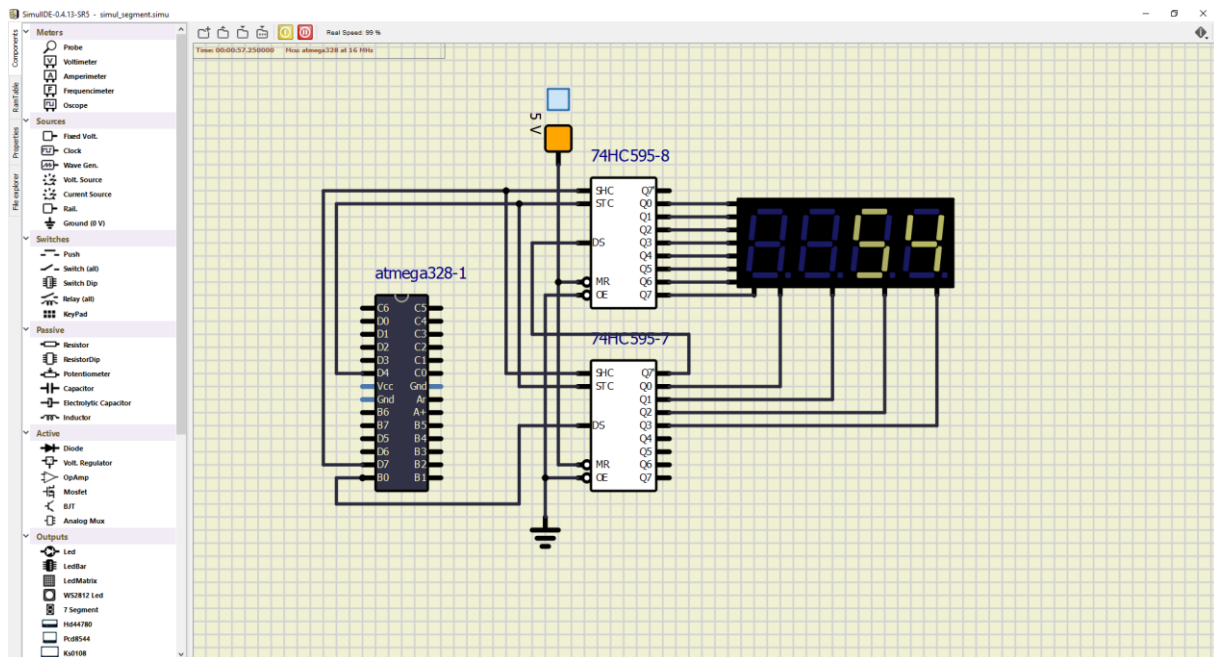 SimulIDE-0.4.13-SR5 - simul_segment.simu
Components
RamTable
Properties
File explorer
Meters
Probe
Voltimeter
Amperimeter
Frequencimeter
Oscope
Sources
Fixed Volt.
Clock
Wave Gen.
Volt. Source
Current Source
Rail.
Ground (0 V)
Switches
Push
Switch (all)
Switch Dip
Relay (all)
KeyPad
Passive
Resistor
ResistorDip
Potentiometer
Capacitor
Electrolytic Capacitor
Inductor
Active
Diode
Volt. Regulator
OpAmp
Mosfet
BJT
Analog Mux
Outputs
Led
LedBar
LedMatrix
WS2812 Led
7 Segment
Hd44780
Pcd8544
Ks0108
Real Speed: 99 %
Time: 00:00:57.250000 Mcu: atmega328 at 16 MHz
5 V
74HC595-8
SHC Q7'
STC Q0
Q1
Q2
DS Q3
Q4
Q5
MR Q6
OE Q7
54
atmega328-1
C6 C5
D0 C4
D1 C3
D2 C2
D3 C1
D4 C0
Vcc Gnd
Gnd Ar
B6 A+
B7 B5
D5 B4
D6 B3
D7 B2
B0 B1
74HC595-7
SHC Q7'
STC Q0
Q1
Q2
DS Q3
Q4
Q5
MR Q6
OE Q7